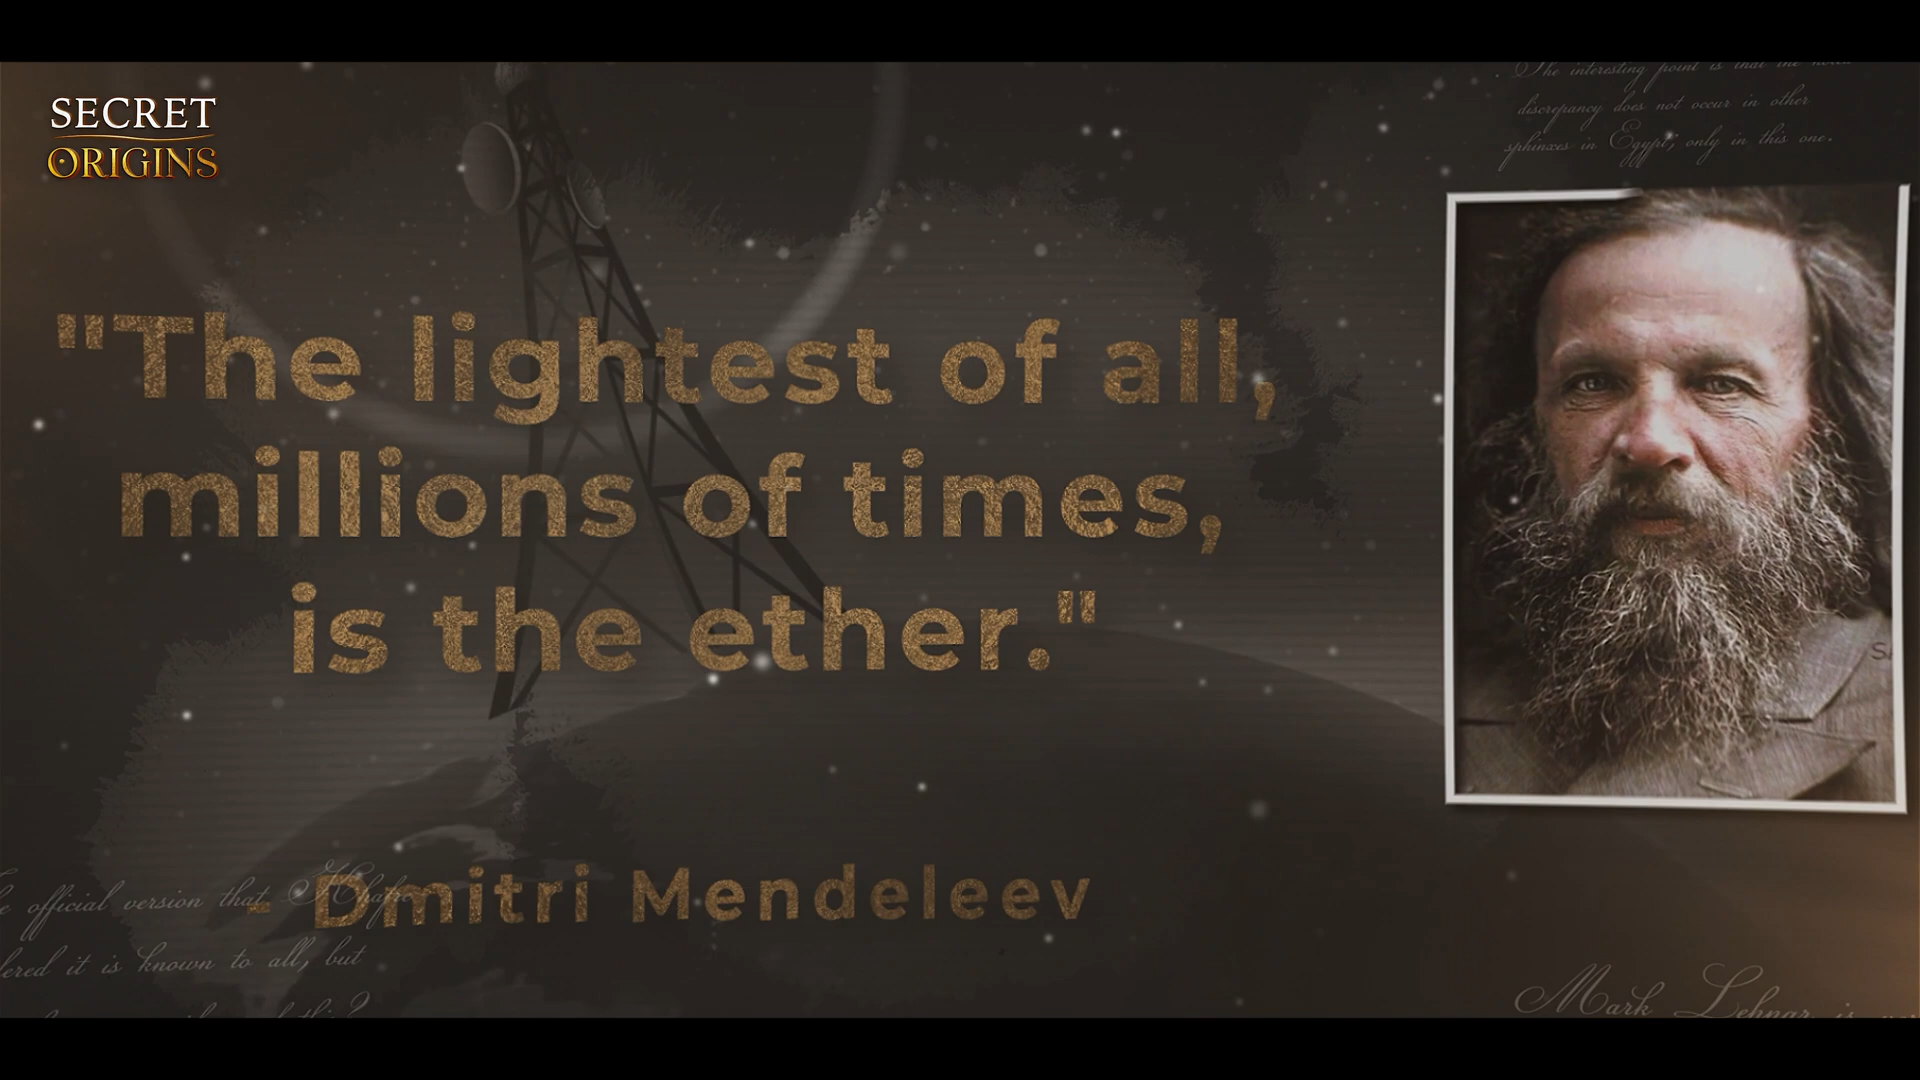 SECRET
ORIGINS
The interesting point is that the
discrepancy does not occur in other
sphinxes in Egypt; only in this one.
"The lightest of all,
millions of times,
is the ether."
- Dmitri Mendeleev
official version that
it is known to all, but
Mark Lehnar is